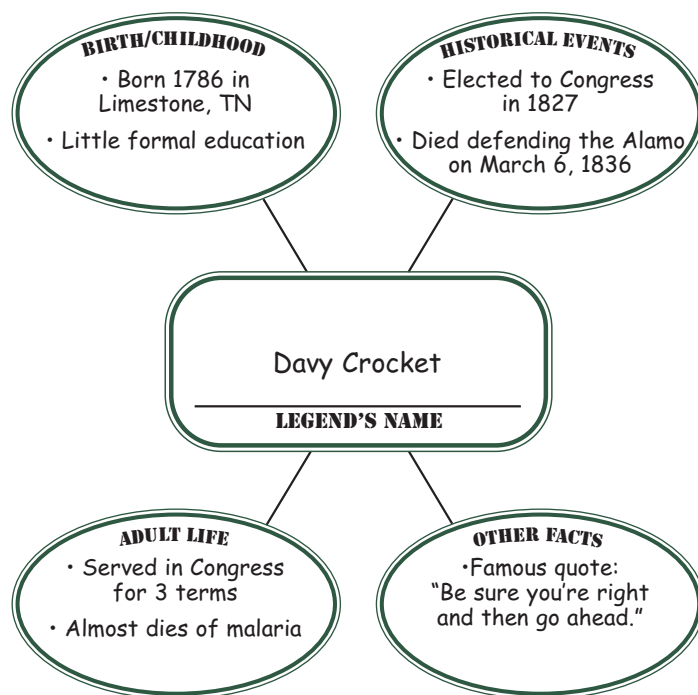 BIRTH/CHILDHOOD
• Born 1786 in
Limestone, TN
• Little formal education
HISTORICAL EVENTS
• Elected to Congress
in 1827
• Died defending the Alamo
on March 6, 1836
Davy Crocket
LEGEND'S NAME
ADULT LIFE
• Served in Congress
for 3 terms
• Almost dies of malaria
OTHER FACTS
•Famous quote:
“Be sure you’re right
and then go ahead.”